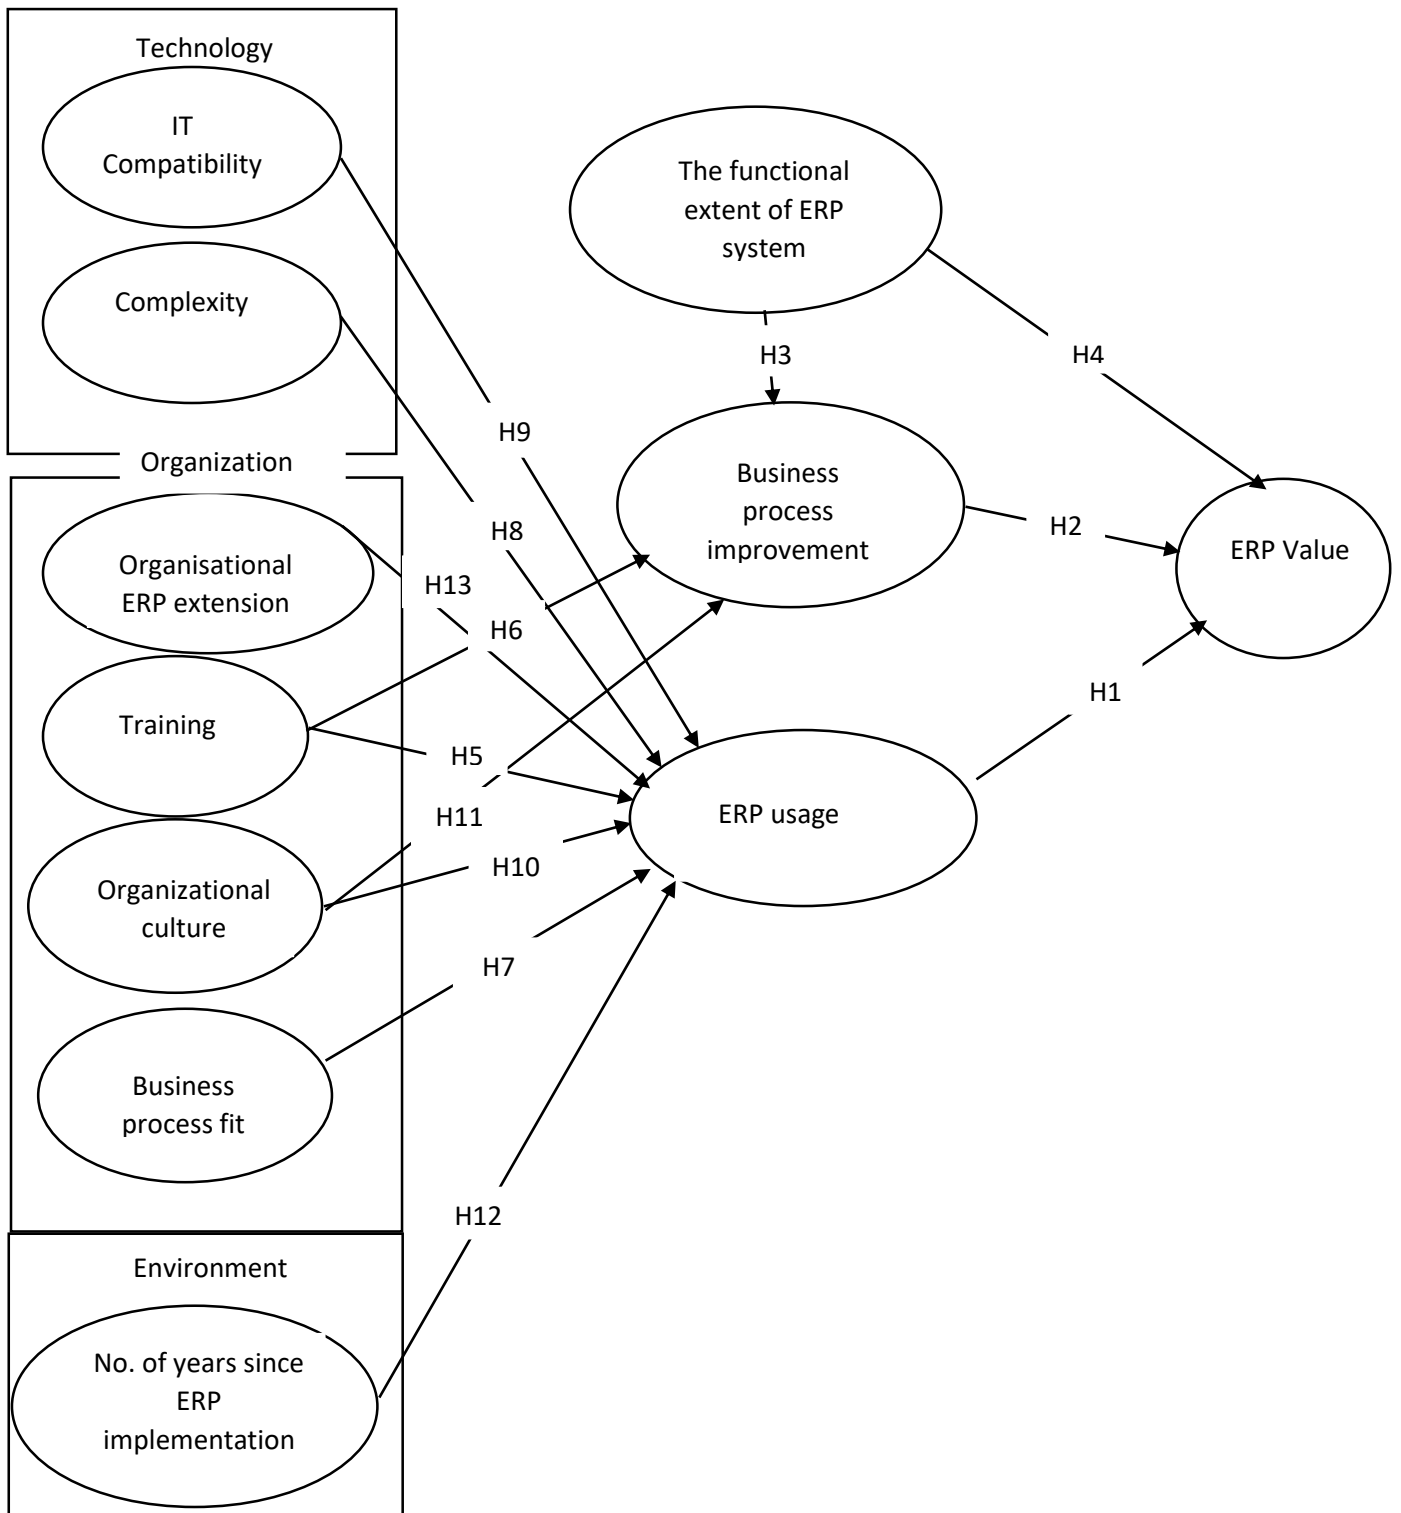 Technology
IT
Compatibility
Complexity
Organization
Organisational
ERP extension
Training
Organizational
culture
Business
process fit
Environment
No. of years since
ERP
implementation
H9
H8
H13
H6
H5
H11
H10
H7
H12
The functional
extent of ERP
system
H3
H4
Business
process
improvement
H2
ERP Value
H1
ERP usage